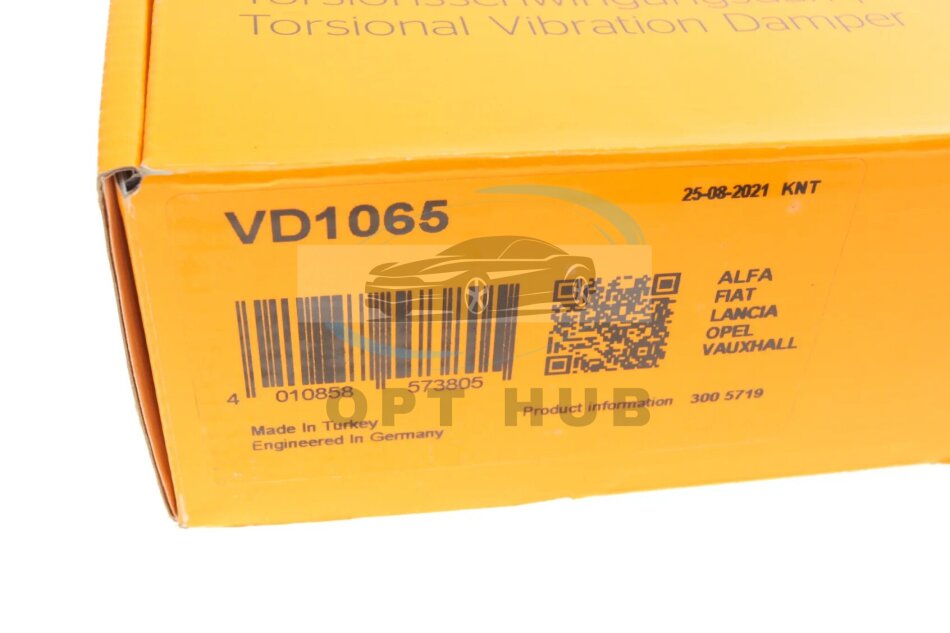 Torsional Vibration Damper
VD1065
25-08-2021 KNT
ALFA
FIAT
LANCIA
OPEL
VAUXHALL
4 010858 573805
Product information 300 5719
Made In Turkey
Engineered In Germany
OPT HUB